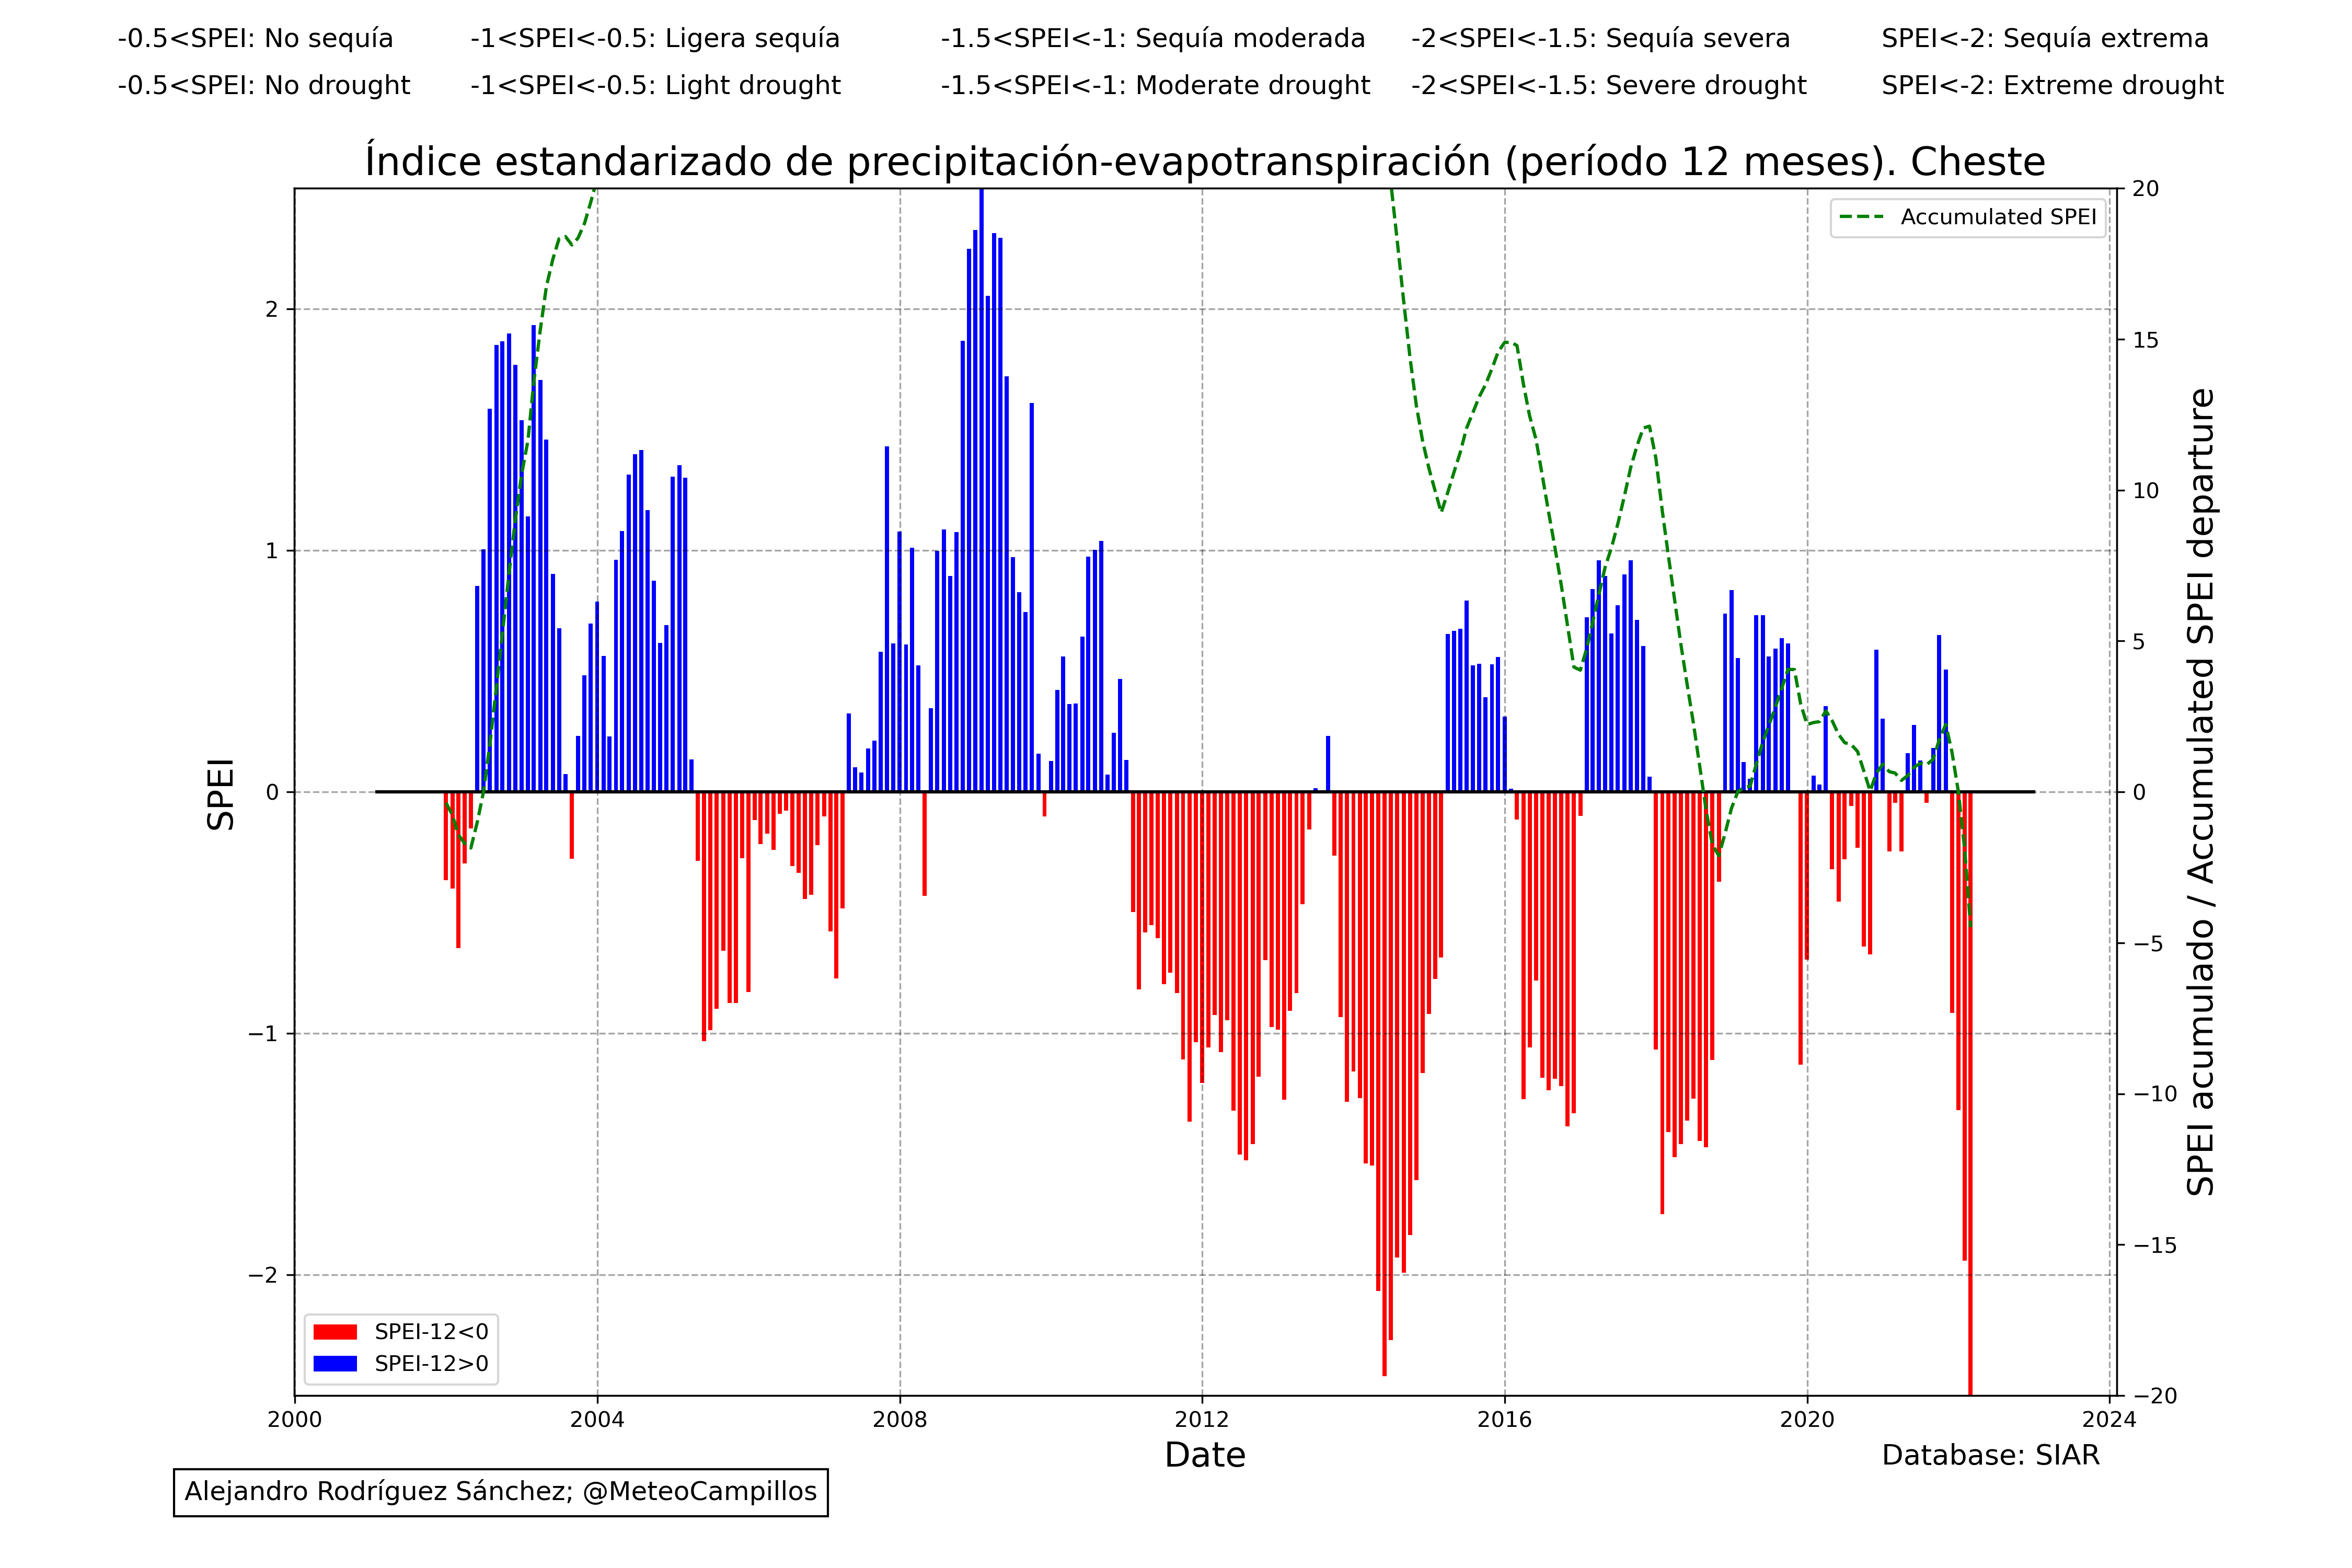 -0.5<SPEI: No sequía -1<SPEI<-0.5: Ligera sequía -1.5<SPEI<-1: Sequía moderada -2<SPEI<-1.5: Sequía severa SPEI<-2: Sequía extrema
-0.5<SPEI: No drought -1<SPEI<-0.5: Light drought -1.5<SPEI<-1: Moderate drought -2<SPEI<-1.5: Severe drought SPEI<-2: Extreme drought
Índice estandarizado de precipitación-evapotranspiración (período 12 meses). Cheste
Accumulated SPEI
SPEI
2
1
0
−1
−2
20
15
10
5
0
−5
−10
−15
−20
SPEI acumulado / Accumulated SPEI departure
SPEI-12<0
SPEI-12>0
2000 2004 2008 2012 2016 2020 2024
Date
Database: SIAR
Alejandro Rodríguez Sánchez; @MeteoCampillos